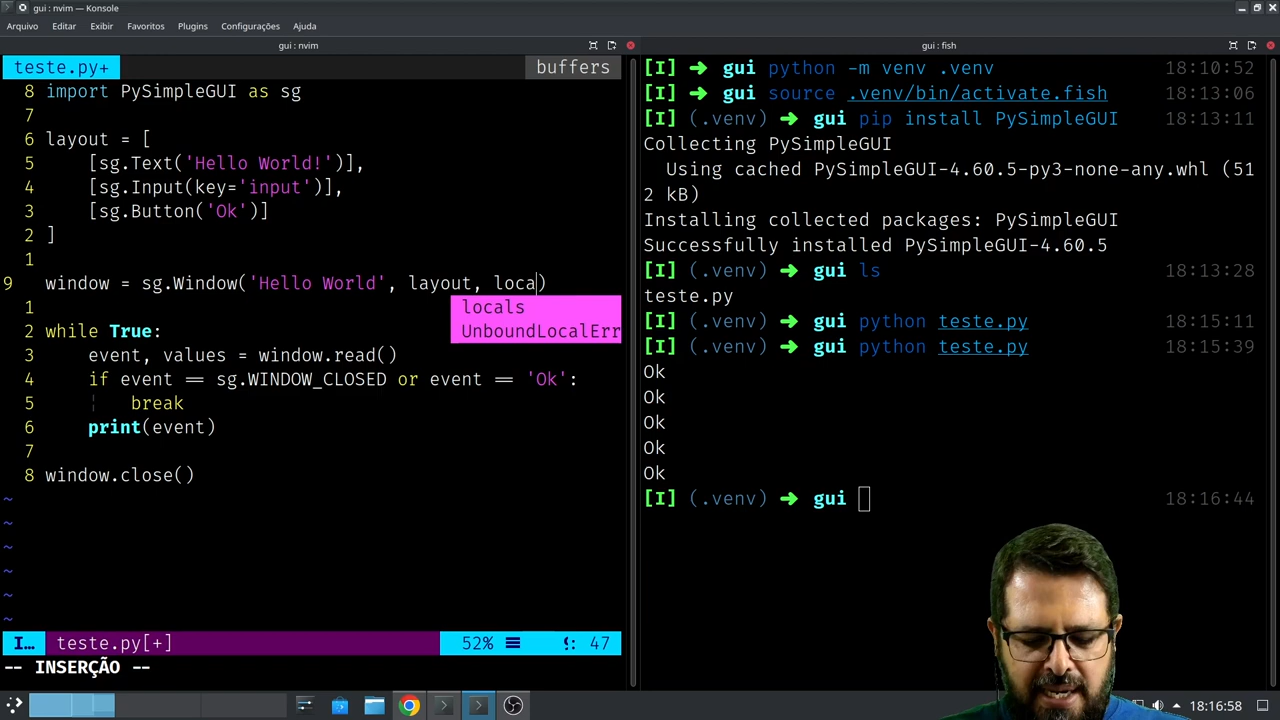 gui : nvim — Konsole
Arquivo Editar Exibir Favoritos Plugins Configurações Ajuda
gui : nvim
teste.py+ buffers
8 import PySimpleGUI as sg
7
6 layout = [
5 [sg.Text('Hello World!')],
4 [sg.Input(key='input')],
3 [sg.Button('Ok')]
2 ]
1
9 window = sg.Window('Hello World', layout, loca)
1 locals
2 while True: UnboundLocalErr
3 event, values = window.read()
4 if event == sg.WINDOW_CLOSED or event == 'Ok':
5 break
6 print(event)
7
8 window.close()
~
~
~
~
~
~
I… teste.py[+] 52% 47
-- INSERÇÃO --
gui : fish
[I] ➜ gui python -m venv .venv 18:10:52
[I] ➜ gui source .venv/bin/activate.fish 18:13:06
[I] (.venv) ➜ gui pip install PySimpleGUI 18:13:11
Collecting PySimpleGUI
Using cached PySimpleGUI-4.60.5-py3-none-any.whl (51
2 kB)
Installing collected packages: PySimpleGUI
Successfully installed PySimpleGUI-4.60.5
[I] (.venv) ➜ gui ls 18:13:28
teste.py
[I] (.venv) ➜ gui python teste.py 18:15:11
[I] (.venv) ➜ gui python teste.py 18:15:39
Ok
Ok
Ok
Ok
Ok
[I] (.venv) ➜ gui 18:16:44
18:16:58